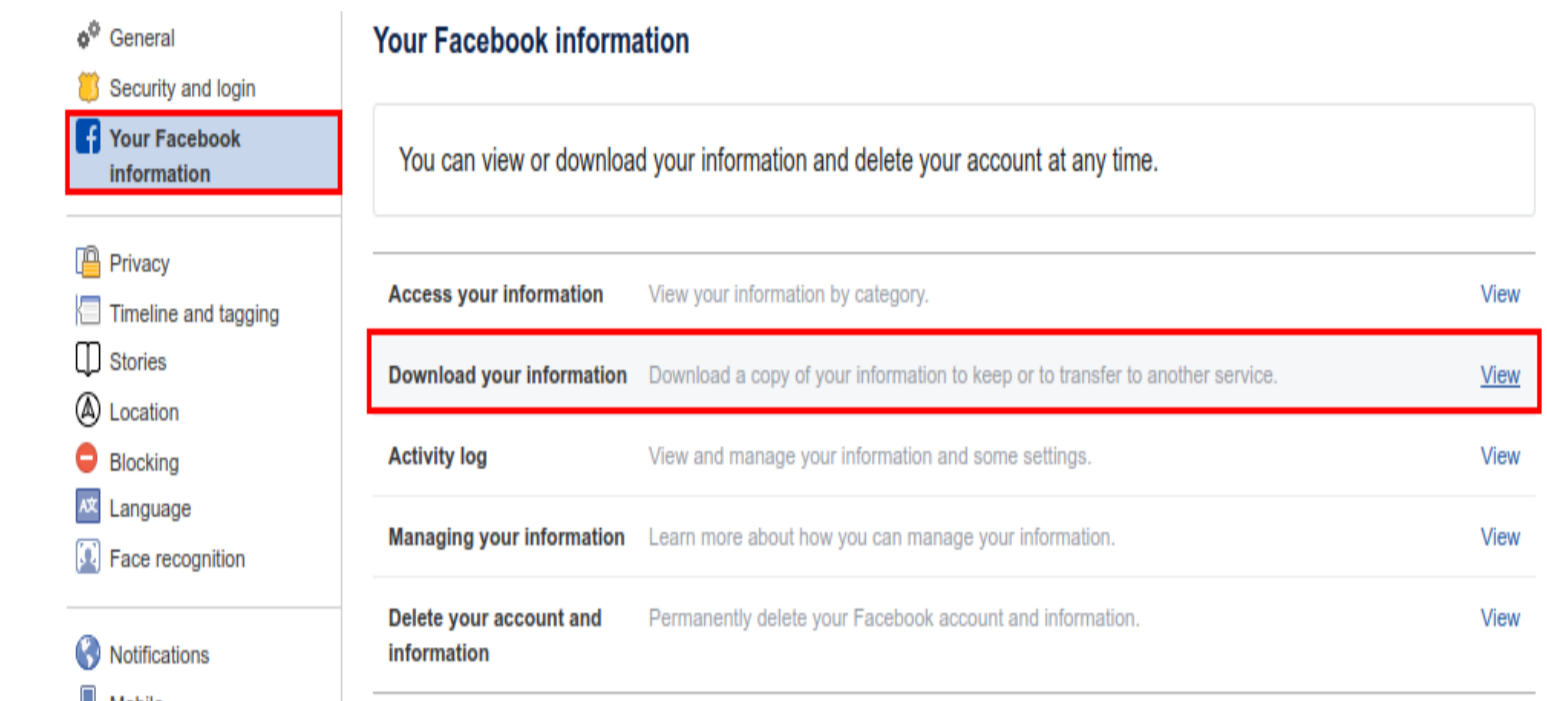 General
Security and login
Your Facebook
information
Privacy
Timeline and tagging
Stories
Location
Blocking
Language
Face recognition
Notifications
Your Facebook information
You can view or download your information and delete your account at any time.
Access your information View your information by category. View
Download your information Download a copy of your information to keep or to transfer to another service. View
Activity log View and manage your information and some settings. View
Managing your information Learn more about how you can manage your information. View
Delete your account and Permanently delete your Facebook account and information. View
information